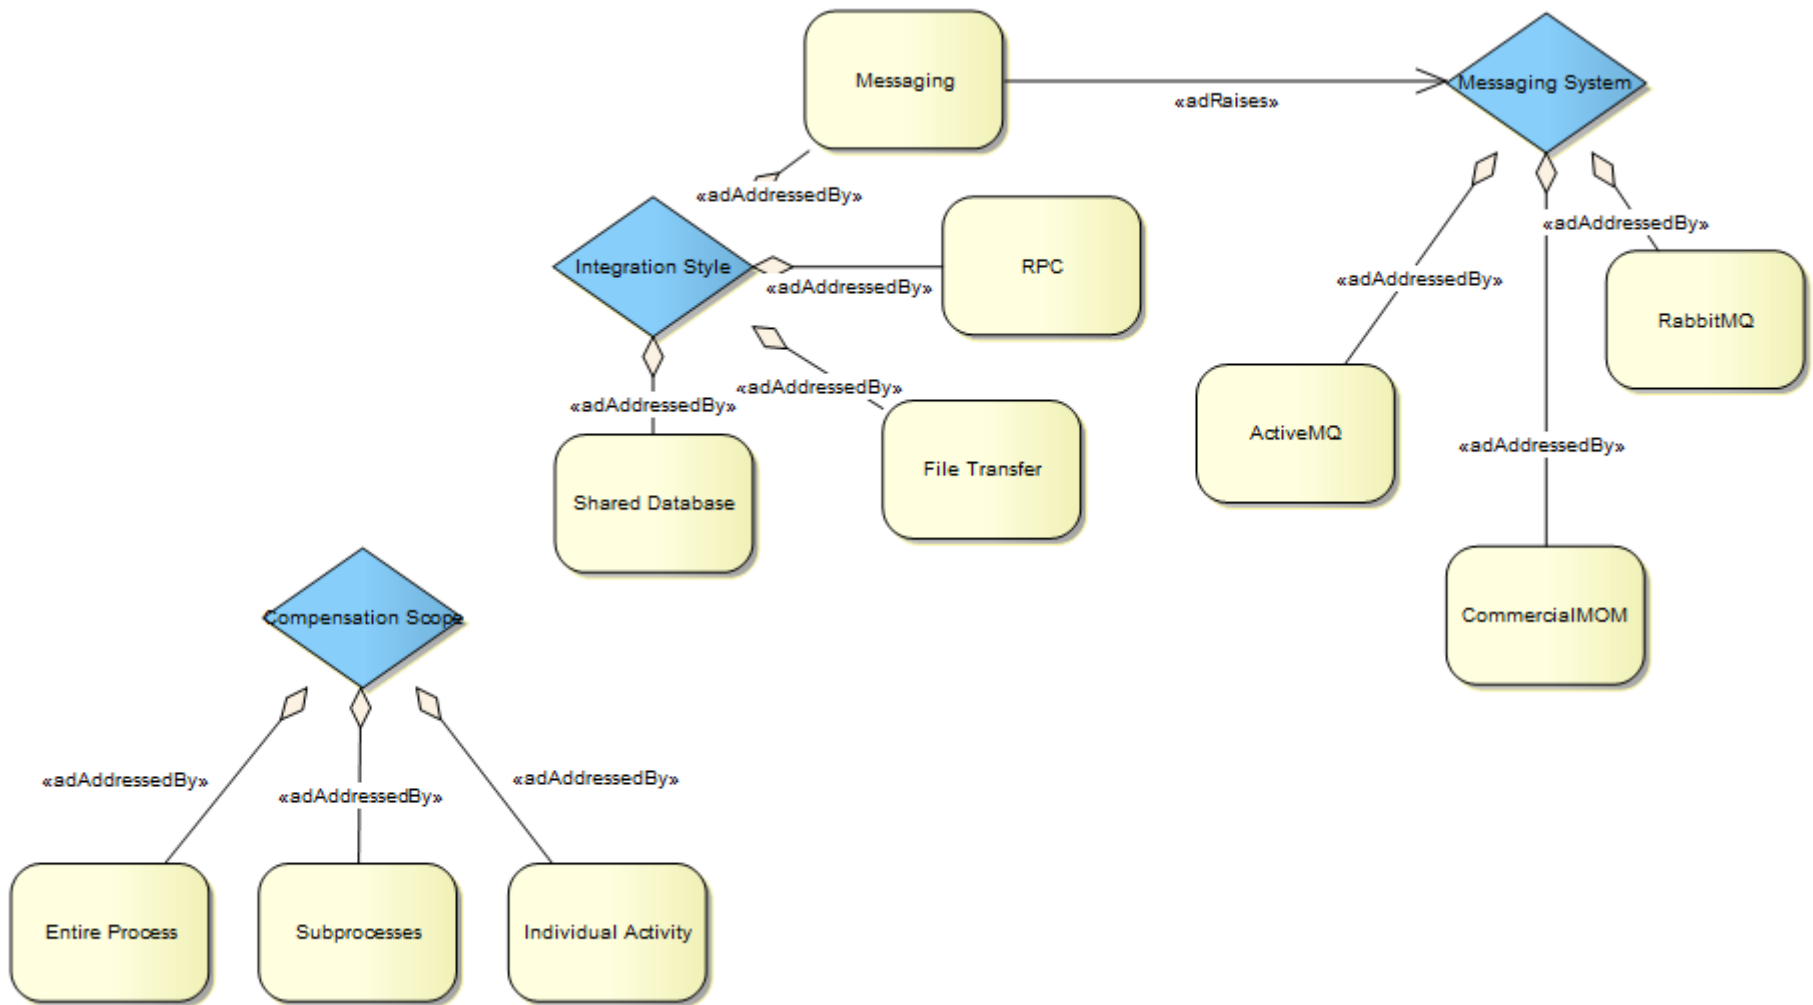 Messaging
Messaging System
«adRaises»
«adAddressedBy»
«adAddressedBy»
Integration Style
RPC
«adAddressedBy»
«adAddressedBy»
RabbitMQ
«adAddressedBy»
«adAddressedBy»
ActiveMQ
«adAddressedBy»
«adAddressedBy»
File Transfer
Shared Database
Compensation Scope
CommercialMOM
«adAddressedBy»
«adAddressedBy»
«adAddressedBy»
Entire Process
Subprocesses
Individual Activity